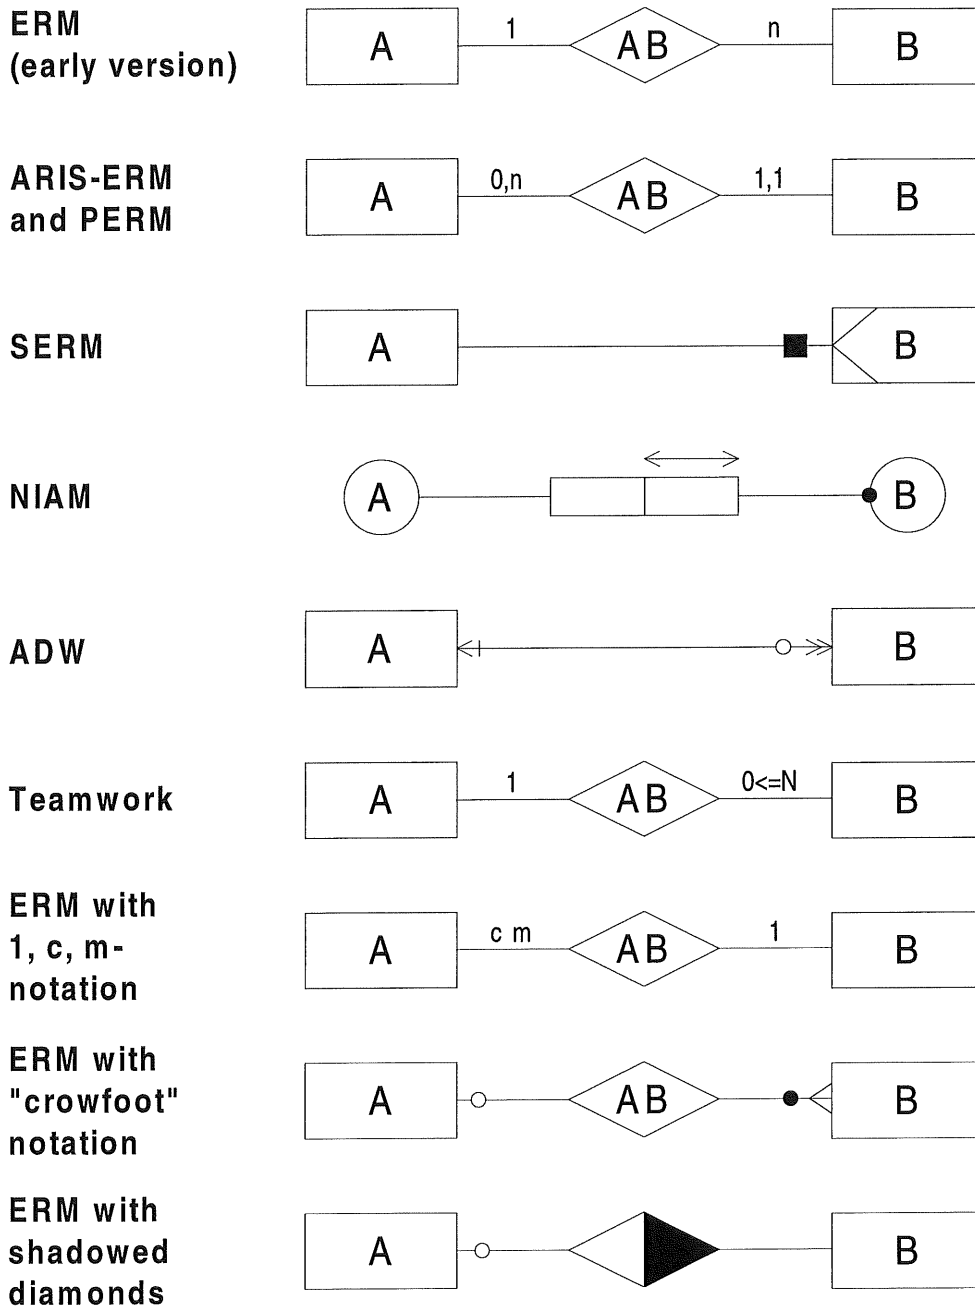 ERM
(early version)
A 1 AB n B
ARIS-ERM
and PERM
A 0,n AB 1,1 B
SERM
A B
NIAM
A B
ADW
A B
Teamwork
A 1 AB 0<=N B
ERM with
1, c, m-
notation
A c m AB 1 B
ERM with
"crowfoot"
notation
A AB B
ERM with
shadowed
diamonds
A B